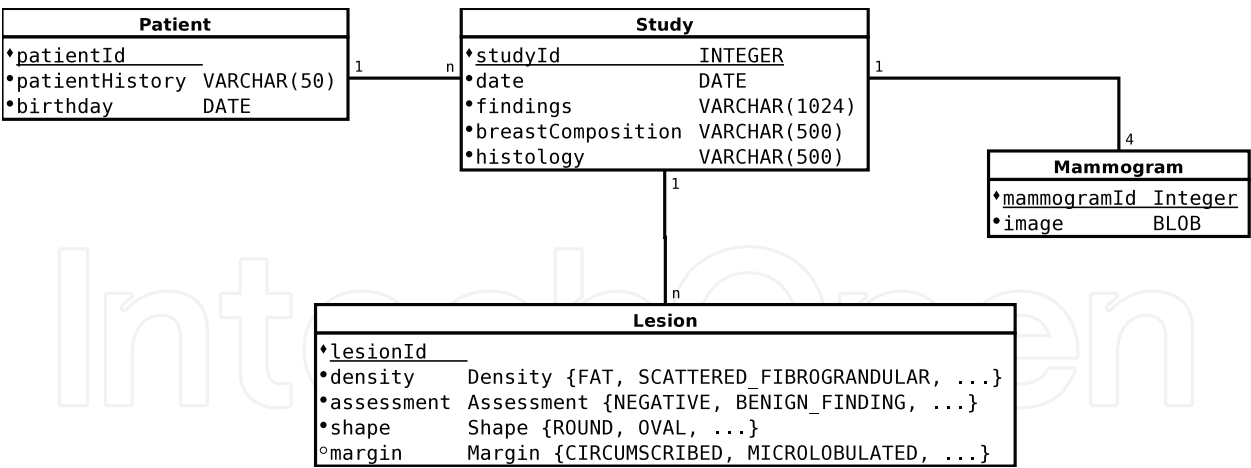 Patient
patientId
patientHistory VARCHAR(50)
birthday DATE
1
n
Study
studyId INTEGER
date DATE
findings VARCHAR(1024)
breastComposition VARCHAR(500)
histology VARCHAR(500)
1
4
Mammogram
mammogramId Integer
image BLOB
1
n
Lesion
lesionId
density Density {FAT, SCATTERED_FIBROGRANDULAR, ...}
assessment Assessment {NEGATIVE, BENIGN_FINDING, ...}
shape Shape {ROUND, OVAL, ...}
margin Margin {CIRCUMSCRIBED, MICROLOBULATED, ...}
IntechOpen